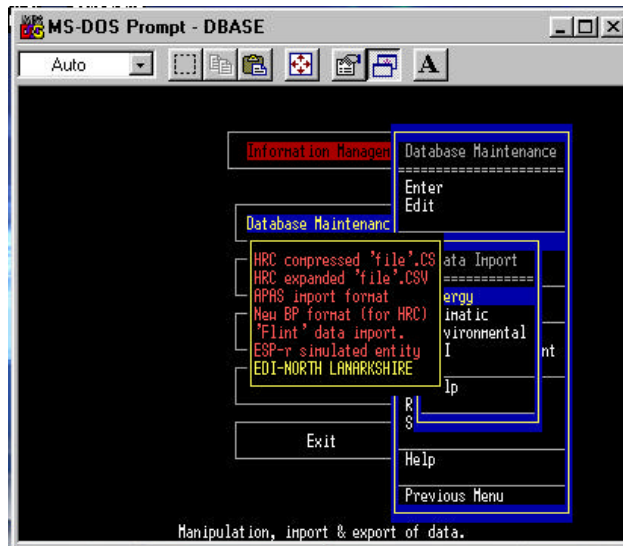 MS-DOS Prompt - DBASE
Auto
A
Information Managem
Database Maintenance
Enter
Edit
Database Maintenanc
HRC compressed 'file'.CS
HRC expanded 'file'.CSV
APAS import format
New BP format (for HRC)
'Flint' data import.
ESP-r simulated entity
EDI-NORTH LANARKSHIRE
ata Import
ergy
imatic
vironmental
I
nt
lp
R
S
Exit
Help
Previous Menu
Manipulation, import & export of data.